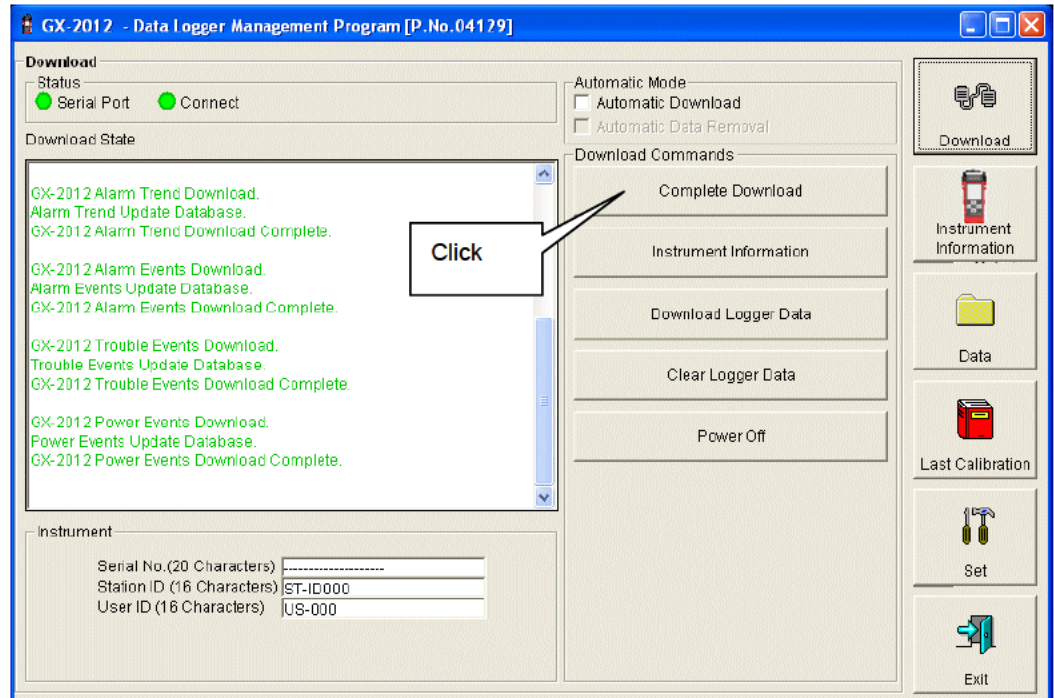 GX-2012 - Data Logger Management Program [P.No.04129]
Download
Status
Serial Port
Connect
Download State
GX-2012 Alarm Trend Download.
Alarm Trend Update Database.
GX-2012 Alarm Trend Download Complete.
GX-2012 Alarm Events Download.
Alarm Events Update Database.
GX-2012 Alarm Events Download Complete.
GX-2012 Trouble Events Download.
Trouble Events Update Database.
GX-2012 Trouble Events Download Complete.
GX-2012 Power Events Download.
Power Events Update Database.
GX-2012 Power Events Download Complete.
Instrument
Serial No.(20 Characters) --------------------
Station ID (16 Characters) ST-ID000
User ID (16 Characters) US-000
Automatic Mode
Automatic Download
Automatic Data Removal
Download Commands
Complete Download
Click
Instrument Information
Download Logger Data
Clear Logger Data
Power Off
Download
Instrument
Information
Data
Last Calibration
Set
Exit